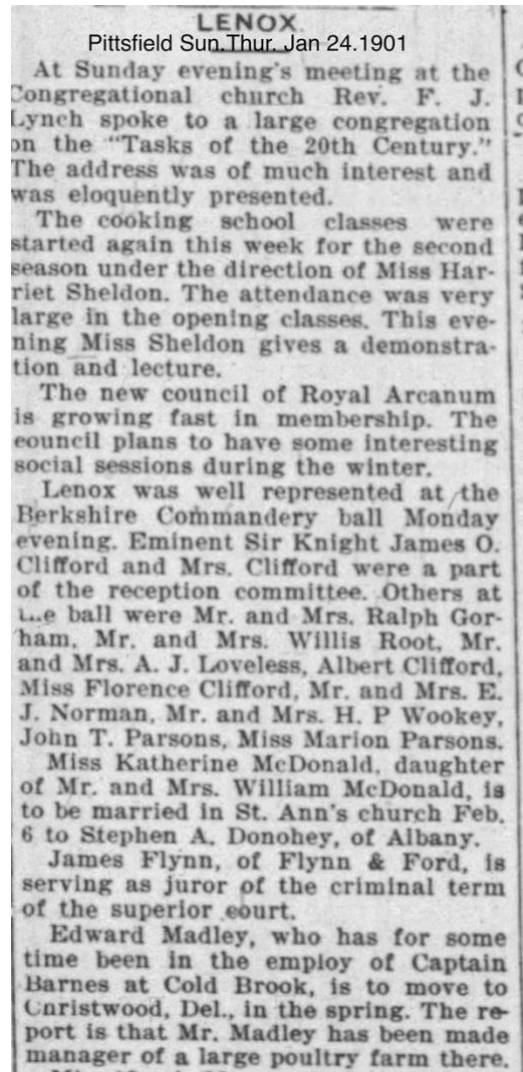 LENOX.
Pittsfield Sun.Thur. Jan 24.1901
At Sunday evening's meeting at the
Congregational church Rev. F. J.
Lynch spoke to a large congregation
on the "Tasks of the 20th Century."
The address was of much interest and
was eloquently presented.
The cooking school classes were
started again this week for the second
season under the direction of Miss Har-
riet Sheldon. The attendance was very
large in the opening classes. This eve-
ning Miss Sheldon gives a demonstra-
tion and lecture.
The new council of Royal Arcanum
is growing fast in membership. The
council plans to have some interesting
social sessions during the winter.
Lenox was well represented at the
Berkshire Commandery ball Monday
evening. Eminent Sir Knight James O.
Clifford and Mrs. Clifford were a part
of the reception committee. Others at
the ball were Mr. and Mrs. Ralph Gor-
ham, Mr. and Mrs. Willis Root, Mr.
and Mrs. A. J. Loveless, Albert Clifford,
Miss Florence Clifford, Mr. and Mrs. E.
J. Norman, Mr. and Mrs. H. P Wookey,
John T. Parsons, Miss Marion Parsons.
Miss Katherine McDonald, daughter
of Mr. and Mrs. William McDonald, is
to be married in St. Ann's church Feb.
6 to Stephen A. Donohey, of Albany.
James Flynn, of Flynn & Ford, is
serving as juror of the criminal term
of the superior court.
Edward Madley, who has for some
time been in the employ of Captain
Barnes at Cold Brook, is to move to
Christwood, Del., in the spring. The re-
port is that Mr. Madley has been made
manager of a large poultry farm there.